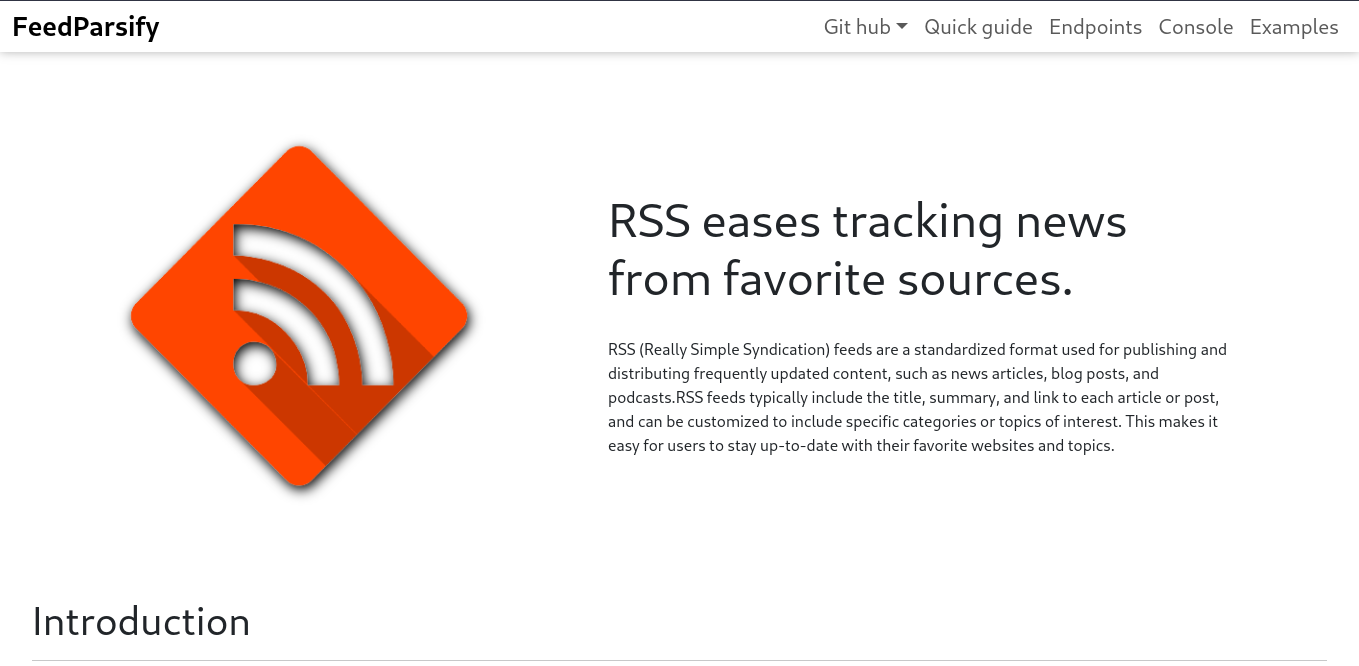 FeedParsify
Git hub
Quick guide
Endpoints
Console
Examples
RSS eases tracking news
from favorite sources.
RSS (Really Simple Syndication) feeds are a standardized format used for publishing and
distributing frequently updated content, such as news articles, blog posts, and
podcasts.RSS feeds typically include the title, summary, and link to each article or post,
and can be customized to include specific categories or topics of interest. This makes it
easy for users to stay up-to-date with their favorite websites and topics.
Introduction